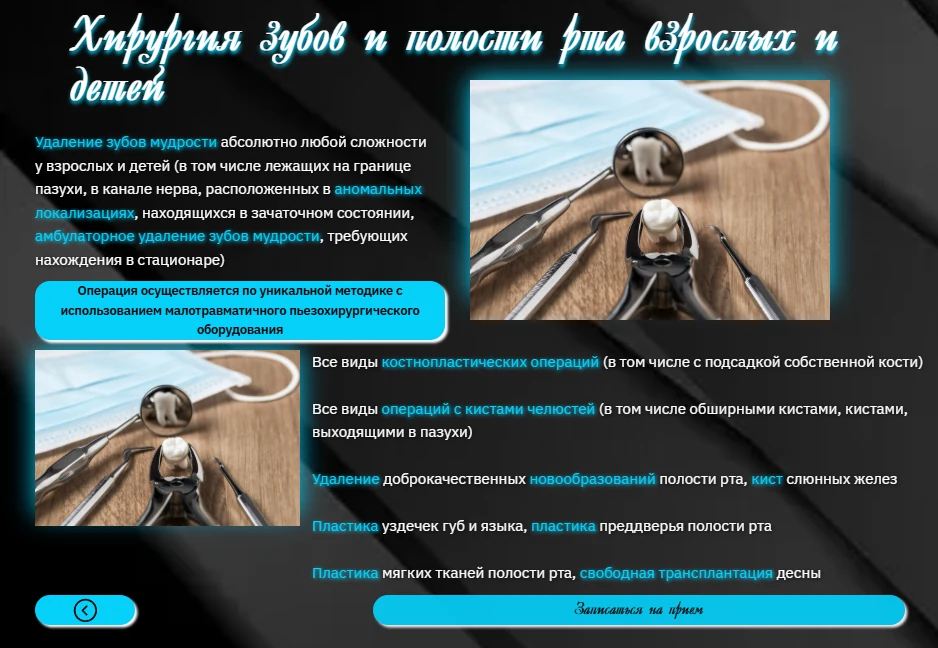 Хирургия зубов и полости рта взрослых и
детей
Удаление зубов мудрости абсолютно любой сложности
у взрослых и детей (в том числе лежащих на границе
пазухи, в канале нерва, расположенных в аномальных
локализациях, находящихся в зачаточном состоянии,
амбулаторное удаление зубов мудрости, требующих
нахождения в стационаре)
Операция осуществляется по уникальной методике с
использованием малотравматичного пьезохирургического
оборудования
Все виды костнопластических операций (в том числе с подсадкой собственной кости)
Все виды операций с кистами челюстей (в том числе обширными кистами, кистами,
выходящими в пазухи)
Удаление доброкачественных новообразований полости рта, кист слюнных желез
Пластика уздечек губ и языка, пластика преддверья полости рта
Пластика мягких тканей полости рта, свободная трансплантация десны
Записаться на прием